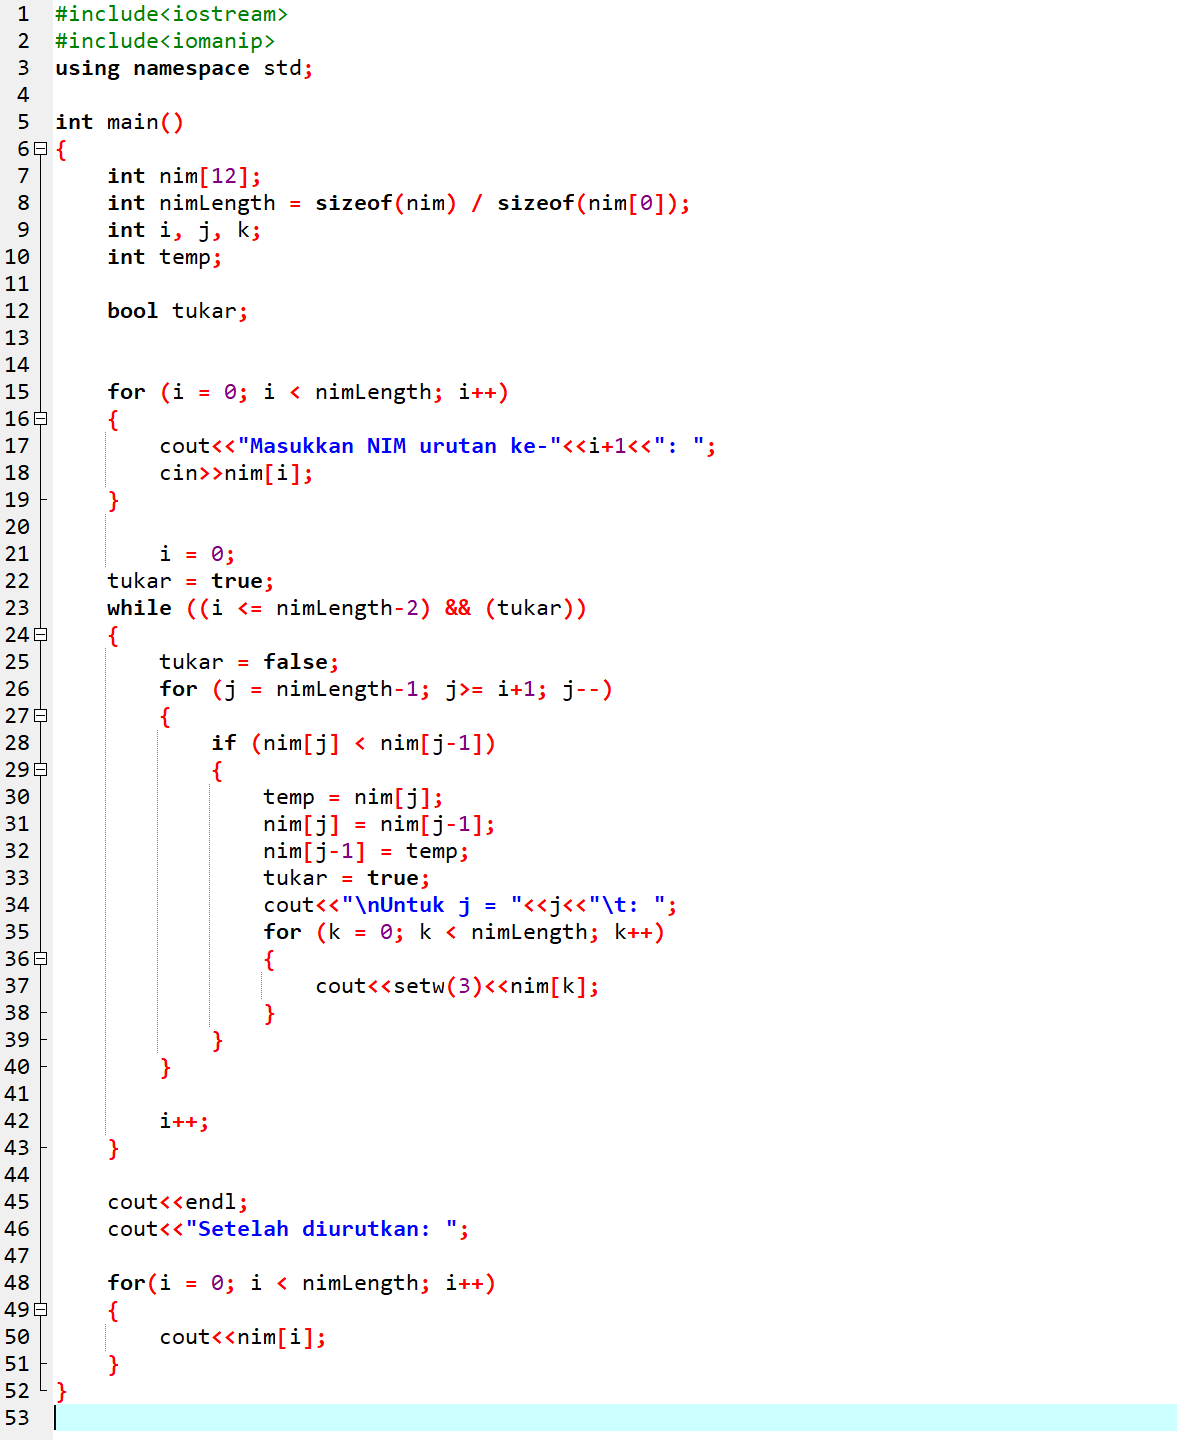 1 #include<iostream>
2 #include<iomanip>
3 using namespace std;
4
5 int main()
6 {
7 int nim[12];
8 int nimLength = sizeof(nim) / sizeof(nim[0]);
9 int i, j, k;
10 int temp;
11
12 bool tukar;
13
14
15 for (i = 0; i < nimLength; i++)
16 {
17 cout<<"Masukkan NIM urutan ke-"<<i+1<<": ";
18 cin>>nim[i];
19 }
20
21 i = 0;
22 tukar = true;
23 while ((i <= nimLength-2) && (tukar))
24 {
25 tukar = false;
26 for (j = nimLength-1; j>= i+1; j--)
27 {
28 if (nim[j] < nim[j-1])
29 {
30 temp = nim[j];
31 nim[j] = nim[j-1];
32 nim[j-1] = temp;
33 tukar = true;
34 cout<<"\nUntuk j = "<<j<<"\t: ";
35 for (k = 0; k < nimLength; k++)
36 {
37 cout<<setw(3)<<nim[k];
38 }
39 }
40 }
41
42 i++;
43 }
44
45 cout<<endl;
46 cout<<"Setelah diurutkan: ";
47
48 for(i = 0; i < nimLength; i++)
49 {
50 cout<<nim[i];
51 }
52 }
53